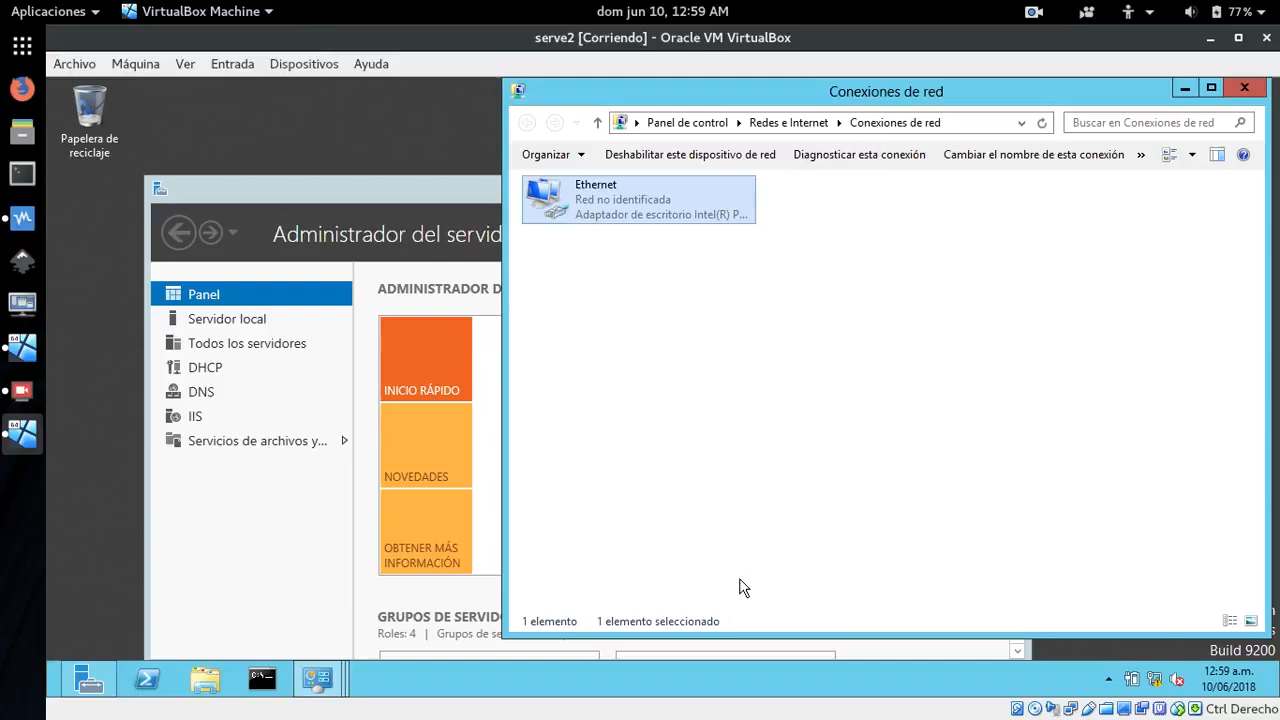 Aplicaciones
VirtualBox Machine
dom jun 10, 12:59 AM
77%
serve2 [Corriendo] - Oracle VM VirtualBox
Archivo Máquina Ver Entrada Dispositivos Ayuda
Papelera de
reciclaje
Conexiones de red
Panel de control Redes e Internet Conexiones de red
Buscar en Conexiones de red
Organizar Deshabilitar este dispositivo de red Diagnosticar esta conexión Cambiar el nombre de esta conexión »
Ethernet
Red no identificada
Adaptador de escritorio Intel(R) P...
1 elemento 1 elemento seleccionado
Administrador del servid
Panel
Servidor local
Todos los servidores
DHCP
DNS
IIS
Servicios de archivos y...
ADMINISTRADOR D
INICIO RÁPIDO
NOVEDADES
OBTENER MÁS
INFORMACIÓN
GRUPOS DE SERVIDO
Roles: 4 | Grupos de se
Build 9200
12:59 a.m.
10/06/2018
Ctrl Derecho